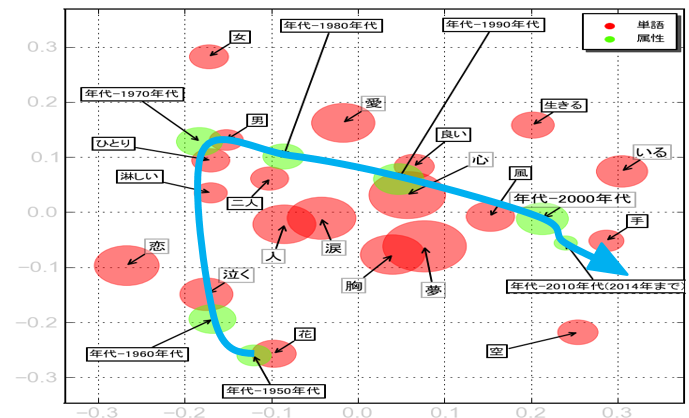 単語
属性
女
年代-1980年代
年代-1990年代
年代-1970年代
愛
生きる
男
良い
ひとり
心
いる
風
淋しい
年代-2000年代
二人
手
恋
人
涙
泣く
胸
夢
年代-2010年代(2014年まで)
花
空
年代-1960年代
年代-1950年代
0.3
0.2
0.1
0.0
−0.1
−0.2
−0.3
−0.3
−0.2
−0.1
0.0
0.1
0.2
0.3